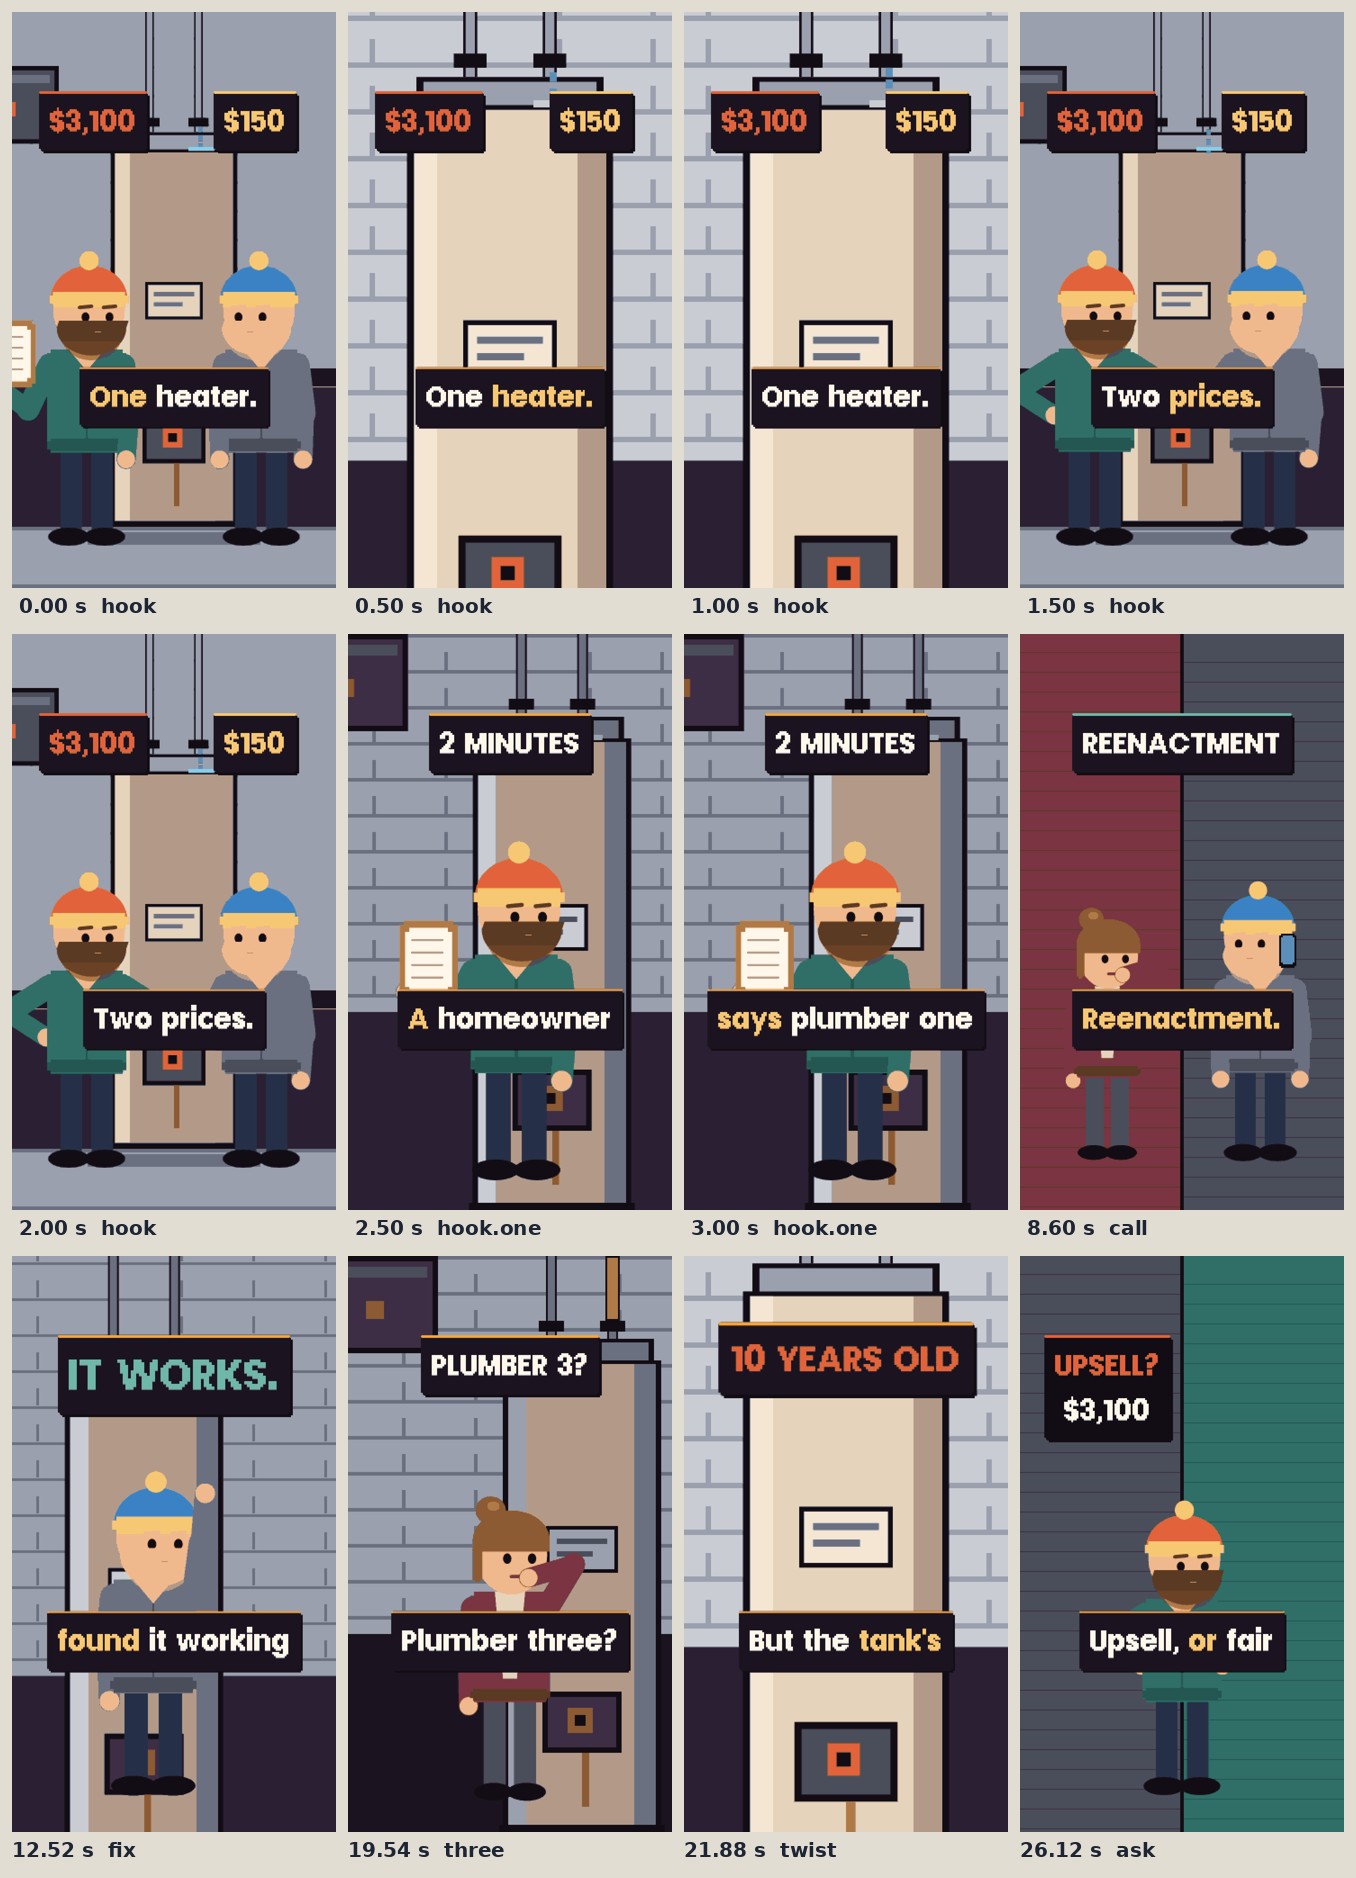 $3,100
$150
One heater.
0.00 s hook
$3,100
$150
One heater.
0.50 s hook
$3,100
$150
One heater.
1.00 s hook
$3,100
$150
Two prices.
1.50 s hook
$3,100
$150
Two prices.
2.00 s hook
2 MINUTES
A homeowner
2.50 s hook.one
2 MINUTES
says plumber one
3.00 s hook.one
REENACTMENT
Reenactment.
8.60 s call
IT WORKS.
found it working
12.52 s fix
PLUMBER 3?
Plumber three?
19.54 s three
10 YEARS OLD
But the tank's
21.88 s twist
UPSELL?
$3,100
Upsell, or fair
26.12 s ask